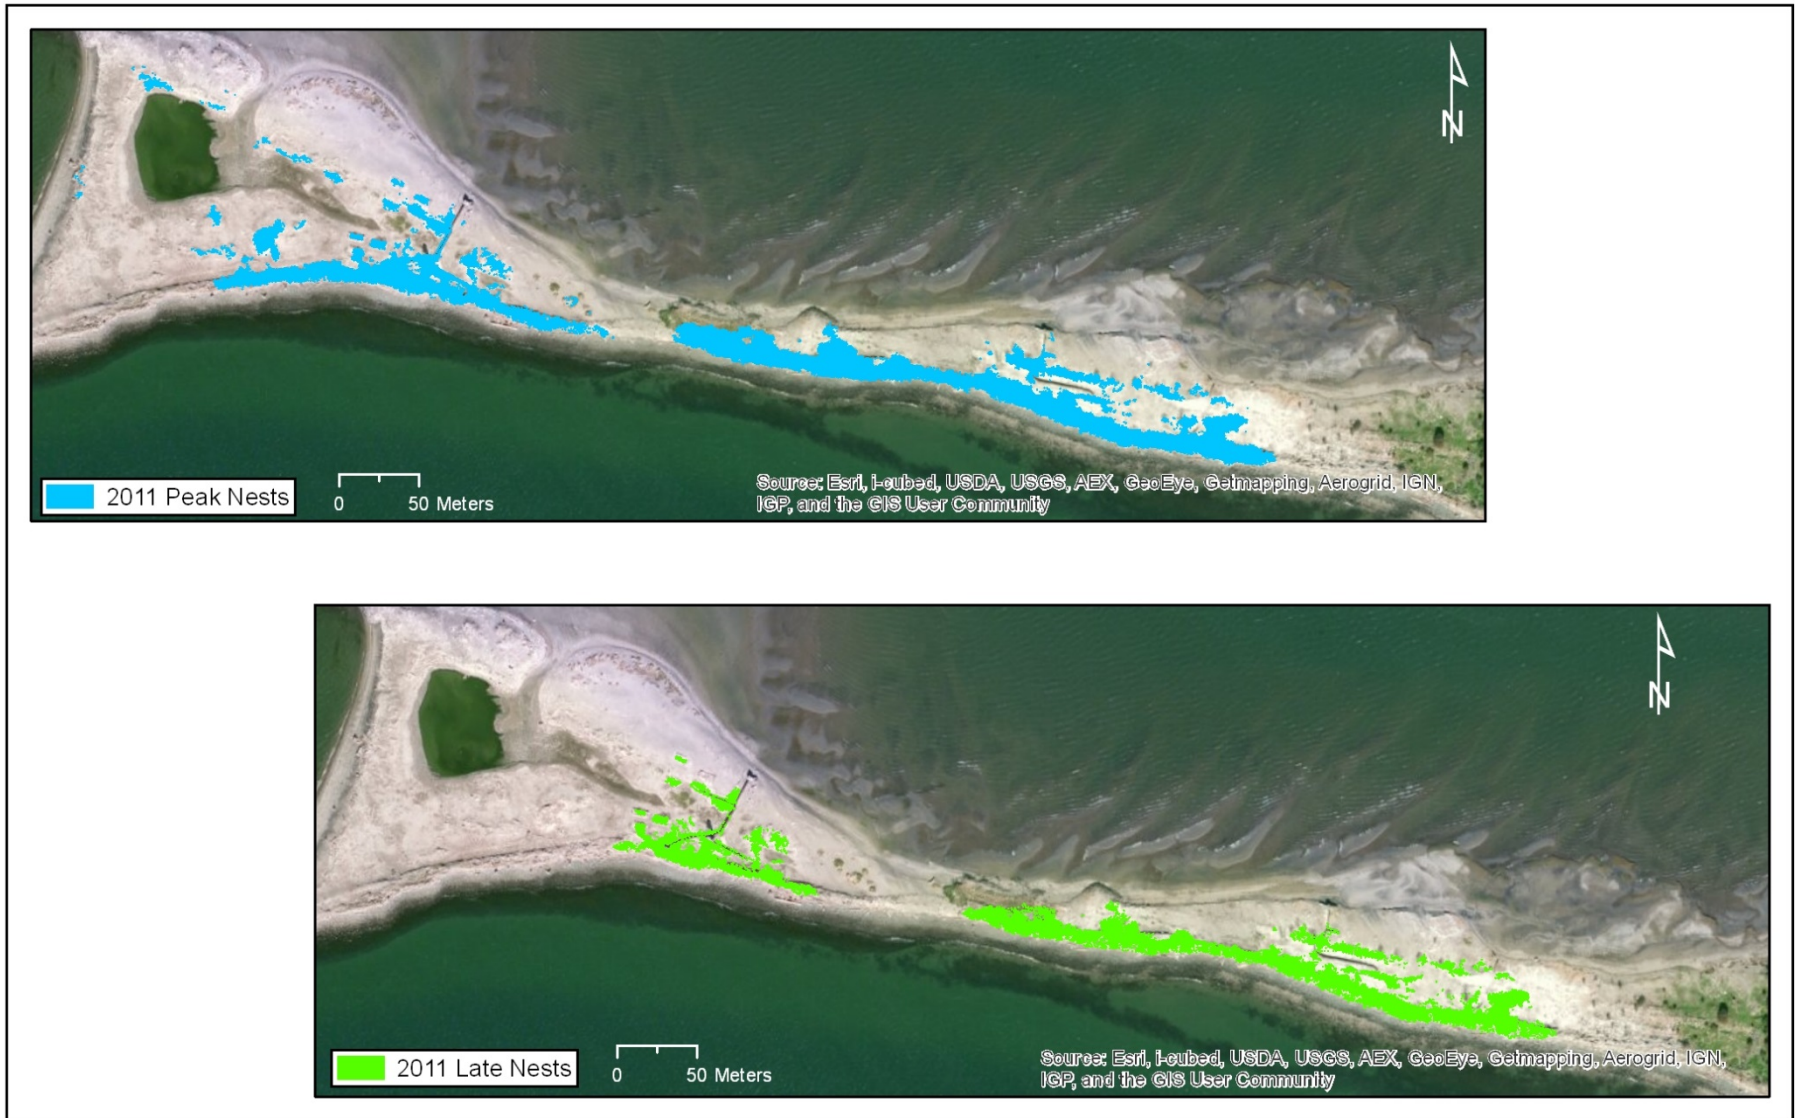 N
2011 Peak Nests
0 50 Meters
Source: Esri, i-cubed, USDA, USGS, AEX, GeoEye, Getmapping, Aerogrid, IGN,
IGP, and the GIS User Community
N
2011 Late Nests
0 50 Meters
Source: Esri, i-cubed, USDA, USGS, AEX, GeoEye, Getmapping, Aerogrid, IGN,
IGP, and the GIS User Community